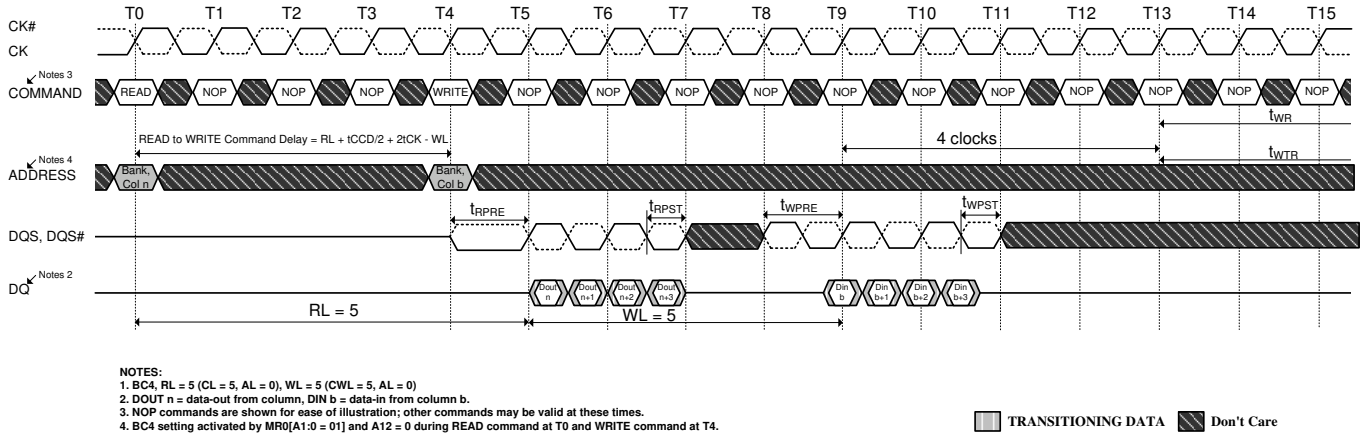 T0 T1 T2 T3 T4 T5 T6 T7 T8 T9 T10 T11 T12 T13 T14 T15
CK#
CK
Notes 3
COMMAND
READ NOP NOP NOP WRITE NOP NOP NOP NOP NOP NOP NOP NOP NOP NOP NOP
tWR
READ to WRITE Command Delay = RL + tCCD/2 + 2tCK - WL
4 clocks
tWTR
Notes 4
ADDRESS
Bank, Col n
Bank, Col b
tRPRE tRPST tWPRE tWPST
DQS, DQS#
Notes 2
DQ
Dout n Dout n+1 Dout n+2 Dout n+3 Din b Din b+1 Din b+2 Din b+3
RL = 5 WL = 5
NOTES:
1. BC4, RL = 5 (CL = 5, AL = 0), WL = 5 (CWL = 5, AL = 0)
2. DOUT n = data-out from column, DIN b = data-in from column b.
3. NOP commands are shown for ease of illustration; other commands may be valid at these times.
4. BC4 setting activated by MR0[A1:0 = 01] and A12 = 0 during READ command at T0 and WRITE command at T4.
TRANSITIONING DATA Don't Care